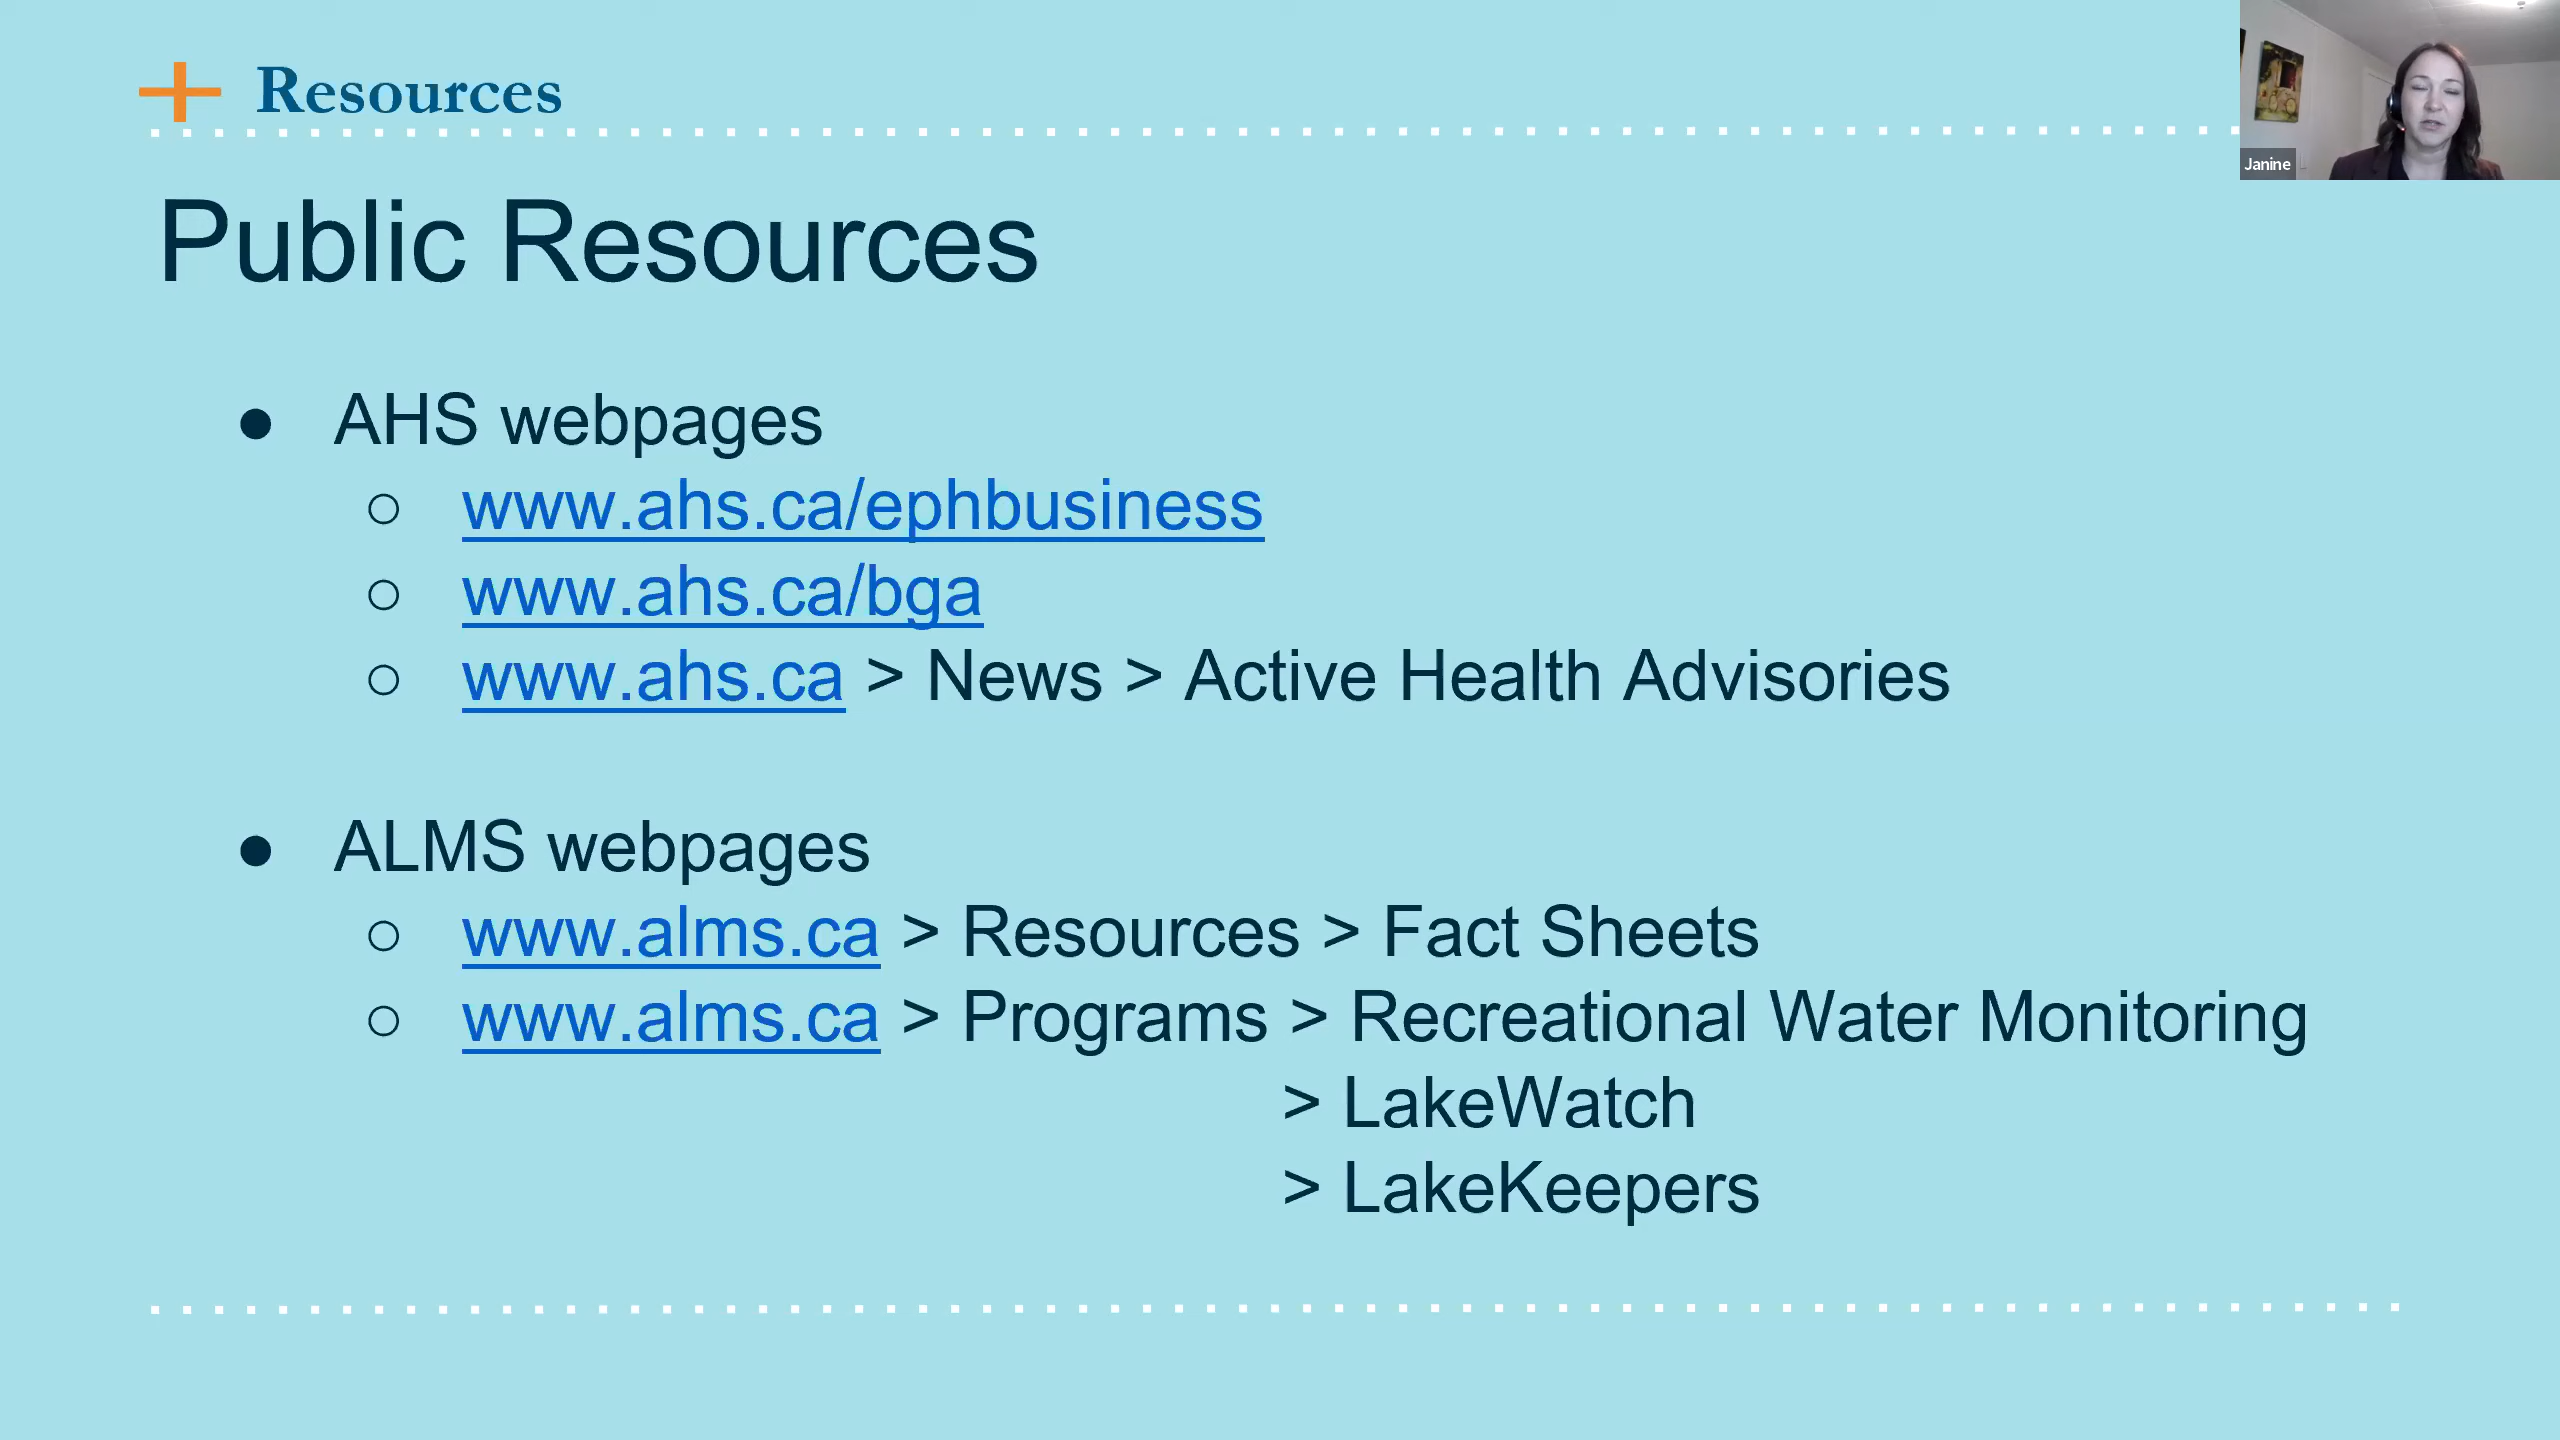 Resources
Janine
Public Resources
● AHS webpages
○ www.ahs.ca/ephbusiness
○ www.ahs.ca/bga
○ www.ahs.ca > News > Active Health Advisories
● ALMS webpages
○ www.alms.ca > Resources > Fact Sheets
○ www.alms.ca > Programs > Recreational Water Monitoring
> LakeWatch
> LakeKeepers